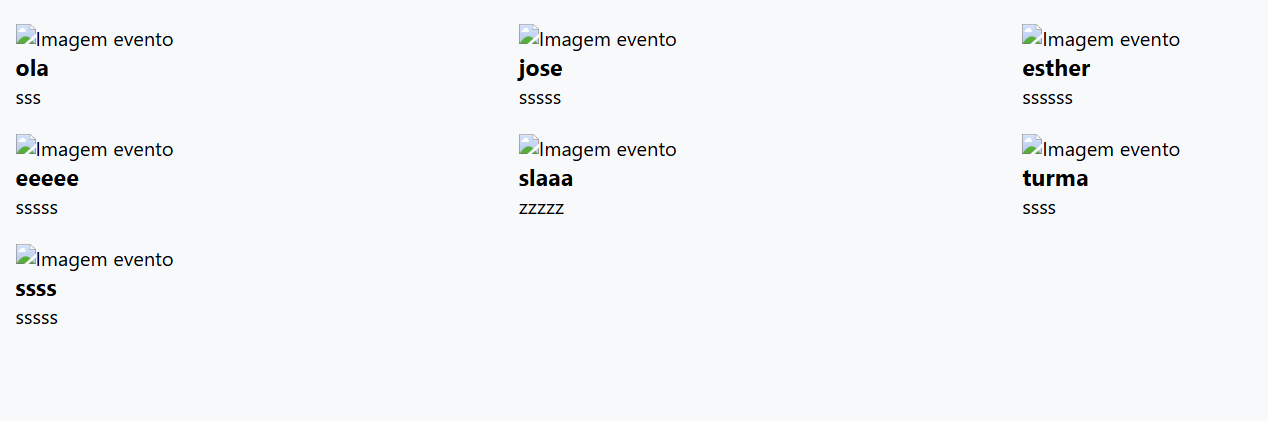 Imagem evento
ola
sss
Imagem evento
jose
sssss
Imagem evento
esther
ssssss
Imagem evento
eeeee
sssss
Imagem evento
slaaa
zzzzz
Imagem evento
turma
ssss
Imagem evento
ssss
sssss